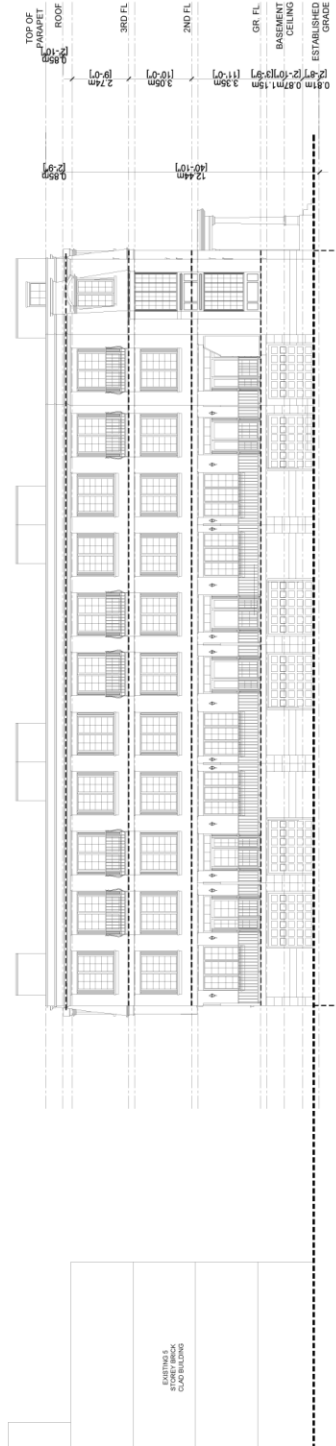 TOP OF
PARAPET
ROOF
3RD FL.
2ND FL.
GR. FL.
BASEMENT
CEILING
ESTABLISHED
GRADE
0.85m
[2'-10"]
2.74m
[9'-0"]
3.05m
[10'-0"]
3.35m
[11'-0"]
1.15m
[3'-9"]
0.87m
[2'-10"]
0.81m
[2'-8"]
0.85m
[2'-9"]
12.44m
[40'-10"]
EXISTING 5
STOREY BRICK
CLAD BUILDING